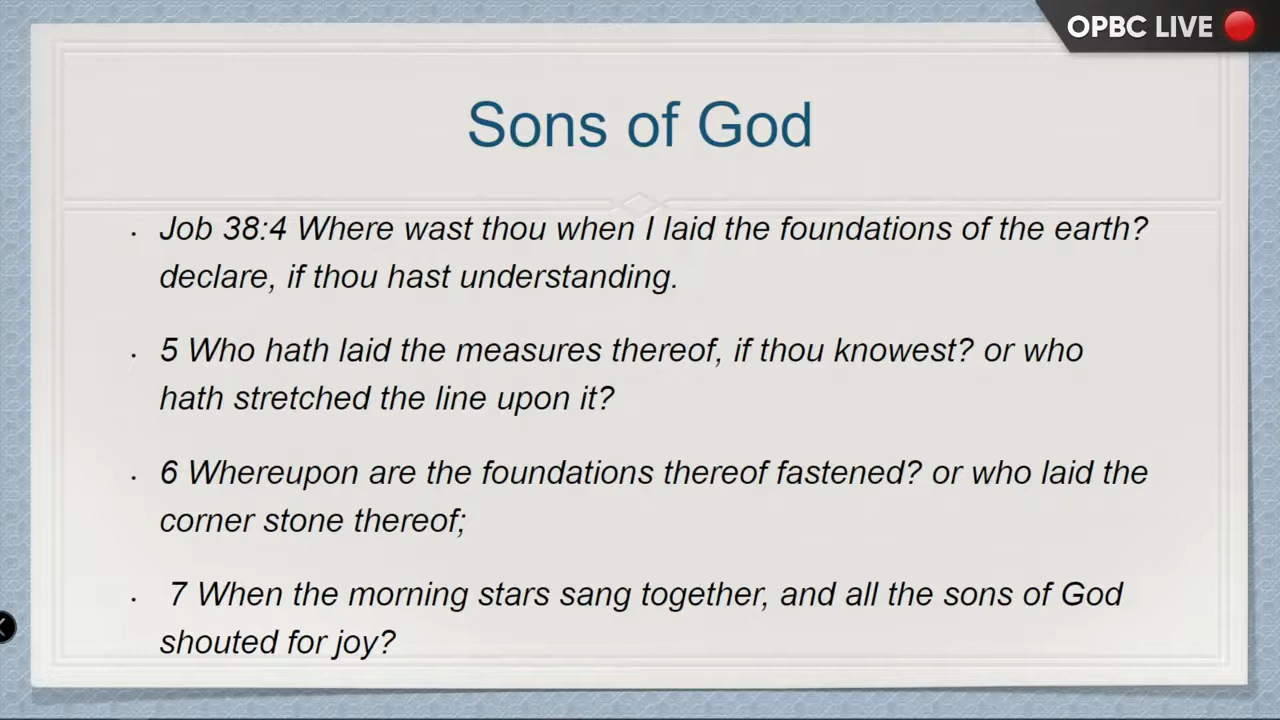 OPBC LIVE
Sons of God
• Job 38:4 Where wast thou when I laid the foundations of the earth?
declare, if thou hast understanding.
• 5 Who hath laid the measures thereof, if thou knowest? or who
hath stretched the line upon it?
• 6 Whereupon are the foundations thereof fastened? or who laid the
corner stone thereof;
• 7 When the morning stars sang together, and all the sons of God
shouted for joy?